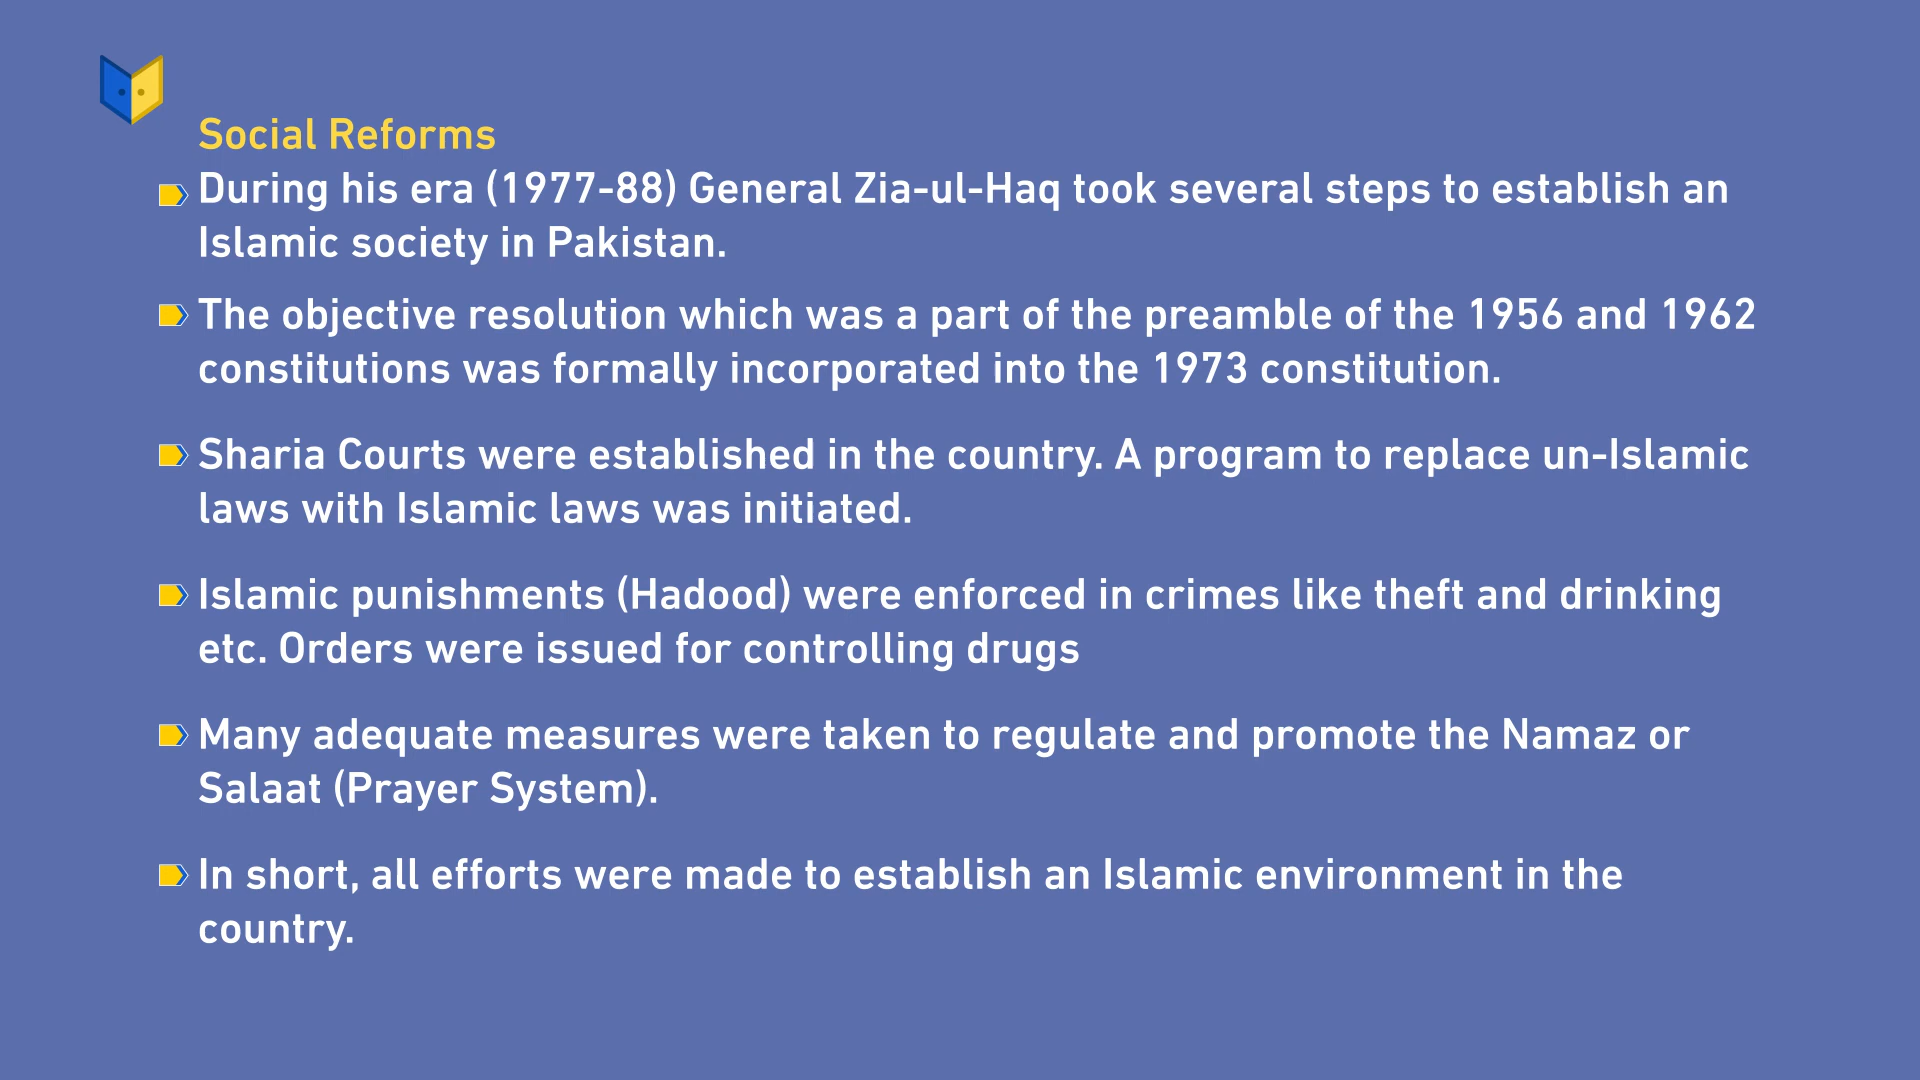 Social Reforms
During his era (1977-88) General Zia-ul-Haq took several steps to establish an
Islamic society in Pakistan.
The objective resolution which was a part of the preamble of the 1956 and 1962
constitutions was formally incorporated into the 1973 constitution.
Sharia Courts were established in the country. A program to replace un-Islamic
laws with Islamic laws was initiated.
Islamic punishments (Hadood) were enforced in crimes like theft and drinking
etc. Orders were issued for controlling drugs
Many adequate measures were taken to regulate and promote the Namaz or
Salaat (Prayer System).
In short, all efforts were made to establish an Islamic environment in the
country.